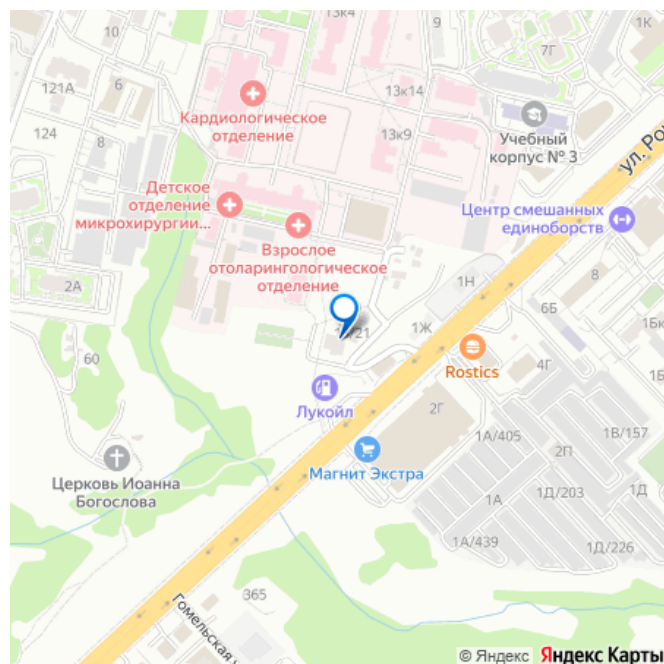 13к4
9
1К
7Г
121А
6
10
13к14
Кардиологическое
отделение
124
8
13к9
Учебный
корпус № 3
ул. Рой
Детское
отделение
микрохирургии...
Центр смешанных
единоборств
Взрослое
отоларингологическое
отделение
2А
1Н
8
6Б
1Бк
1Ж
/21
60
Rostics
4Г
Лукойл
2Г
1А/405
1В/157
2П
Магнит Экстра
Церковь Иоанна
Богослова
1А
1Д/203
1Д
1А/439
1Д/226
365
Гомельская
© Яндекс Яндекс Карты